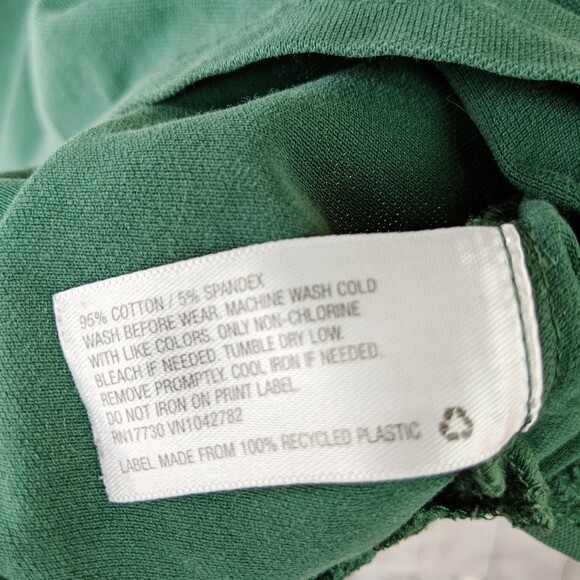 95% COTTON / 5% SPANDEX
WASH BEFORE WEAR. MACHINE WASH COLD
WITH LIKE COLORS. ONLY NON-CHLORINE
BLEACH IF NEEDED. TUMBLE DRY LOW.
REMOVE PROMPTLY. COOL IRON IF NEEDED.
DO NOT IRON ON PRINT LABEL.
RN17730 VN1042782
LABEL MADE FROM 100% RECYCLED PLASTIC